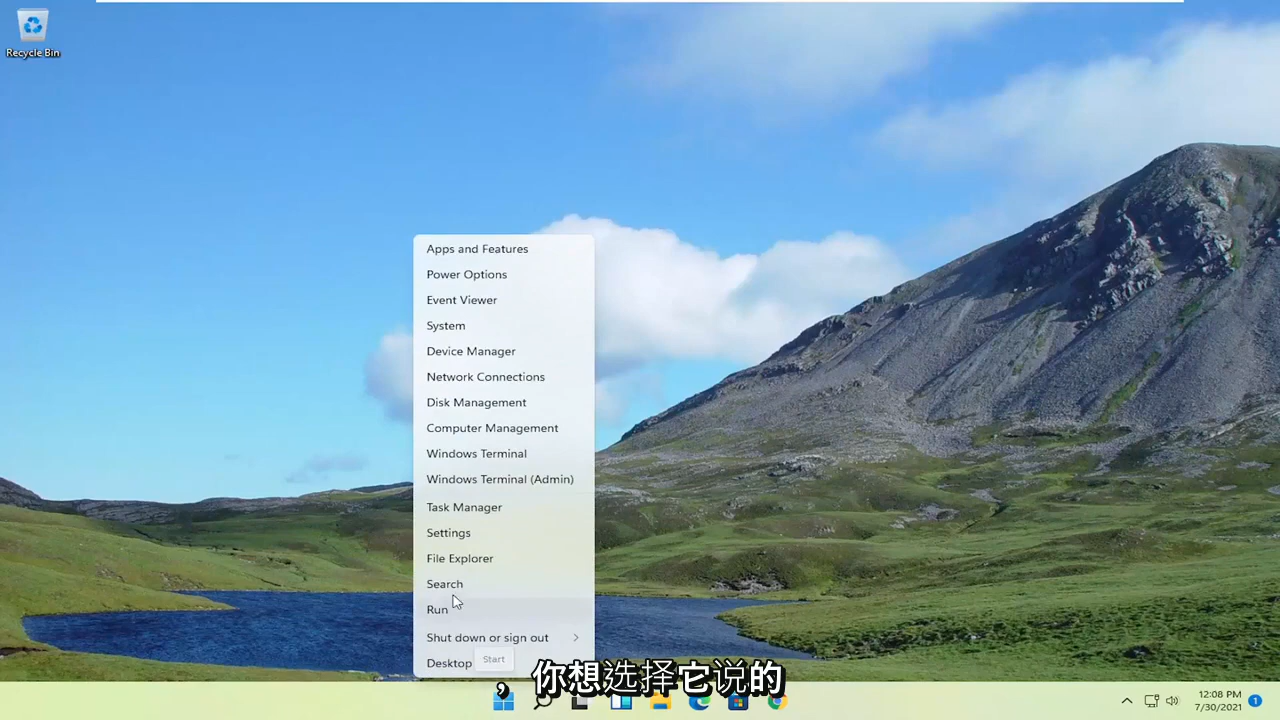 Recycle Bin
Apps and Features
Power Options
Event Viewer
System
Device Manager
Network Connections
Disk Management
Computer Management
Windows Terminal
Windows Terminal (Admin)
Task Manager
Settings
File Explorer
Search
Run
Shut down or sign out
Desktop
Start
，你想选择它说的
12:08 PM
7/30/2021
1